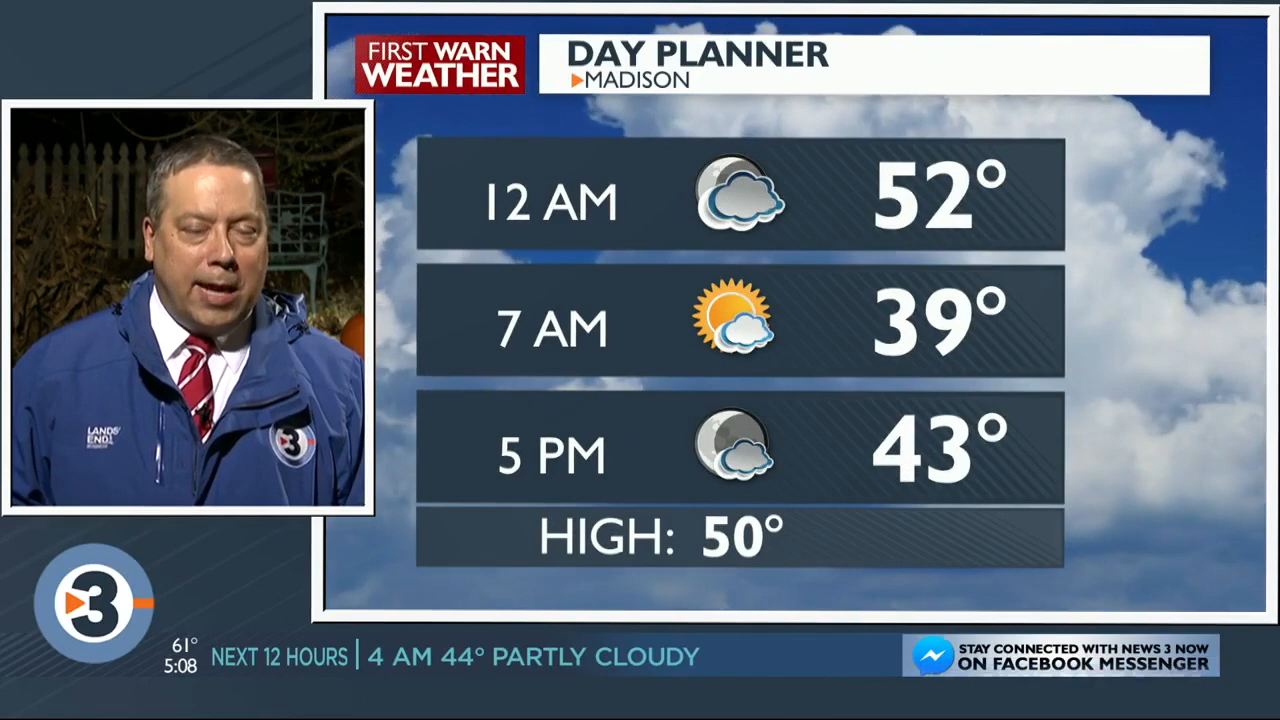 FIRST WARN
WEATHER
DAY PLANNER
MADISON
12 AM 52°
7 AM 39°
5 PM 43°
HIGH: 50°
LANDS'
END
3
3
61°
5:08
NEXT 12 HOURS
4 AM 44° PARTLY CLOUDY
STAY CONNECTED WITH NEWS 3 NOW
ON FACEBOOK MESSENGER